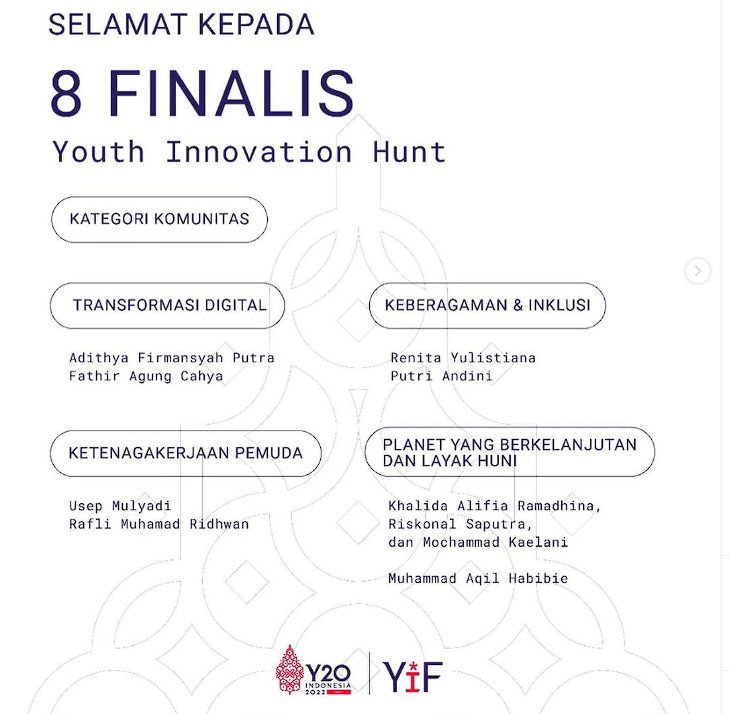 SELAMAT KEPADA
8 FINALIS
Youth Innovation Hunt
KATEGORI KOMUNITAS
TRANSFORMASI DIGITAL
Adithya Firmansyah Putra
Fathir Agung Cahya
KEBERAGAMAN & INKLUSI
Renita Yulistiana
Putri Andini
KETENAGAKERJAAN PEMUDA
Usep Mulyadi
Rafli Muhamad Ridhwan
PLANET YANG BERKELANJUTAN
DAN LAYAK HUNI
Khalida Alifia Ramadhina,
Riskonal Saputra,
dan Mochammad Kaelani
Muhammad Aqil Habibie
Y20
INDONESIA
2022
YiF